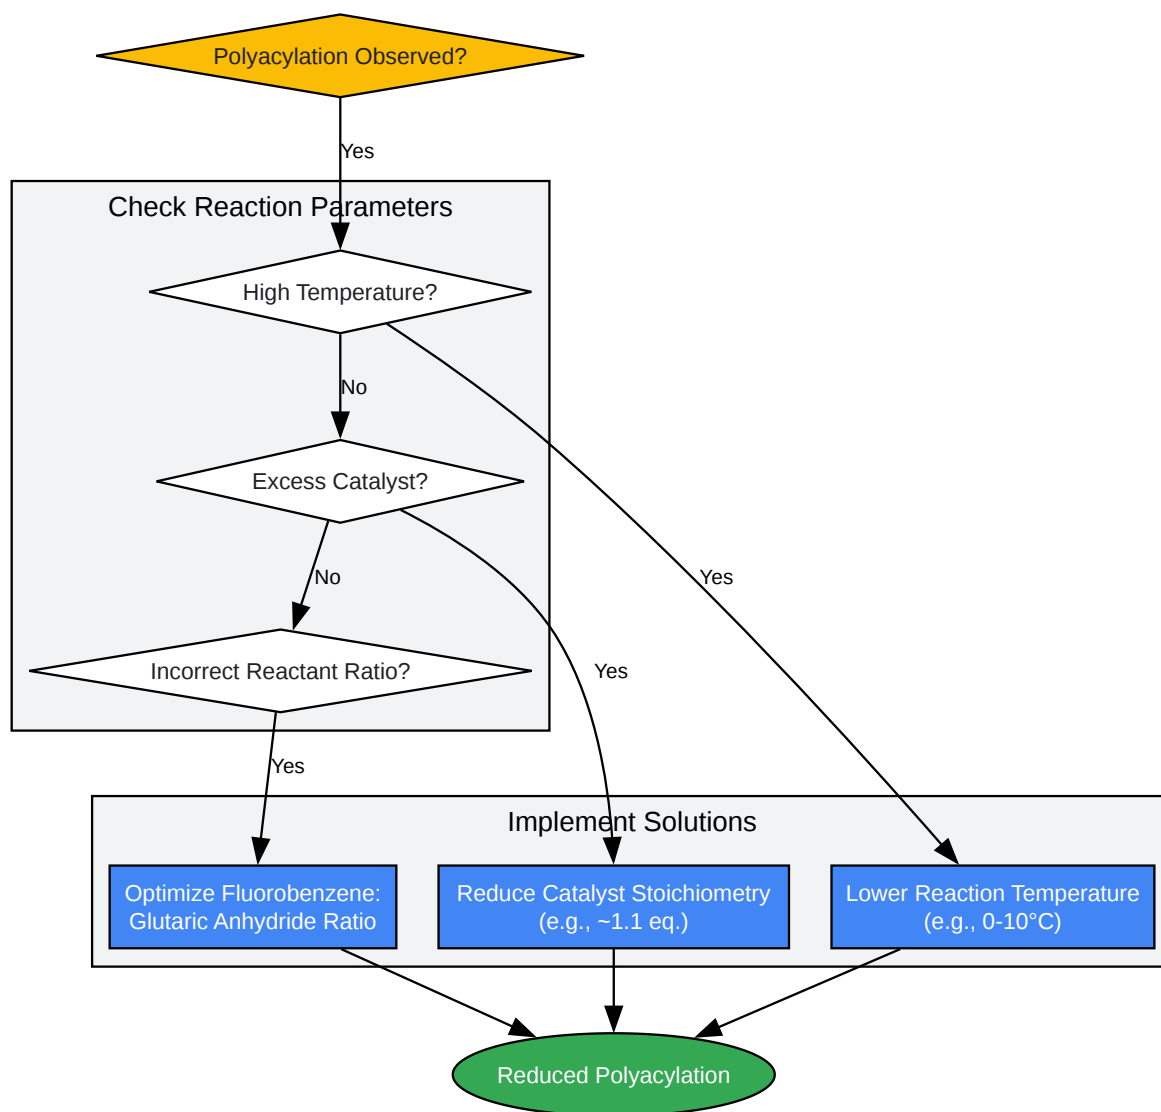 Polyacylation Observed?
Yes
Check Reaction Parameters
High Temperature?
No
Excess Catalyst?
No
Yes
Yes
Incorrect Reactant Ratio?
Yes
Implement Solutions
Optimize Fluorobenzene:
Glutaric Anhydride Ratio
Reduce Catalyst Stoichiometry
(e.g., ~1.1 eq.)
Lower Reaction Temperature
(e.g., 0-10°C)
Reduced Polyacylation